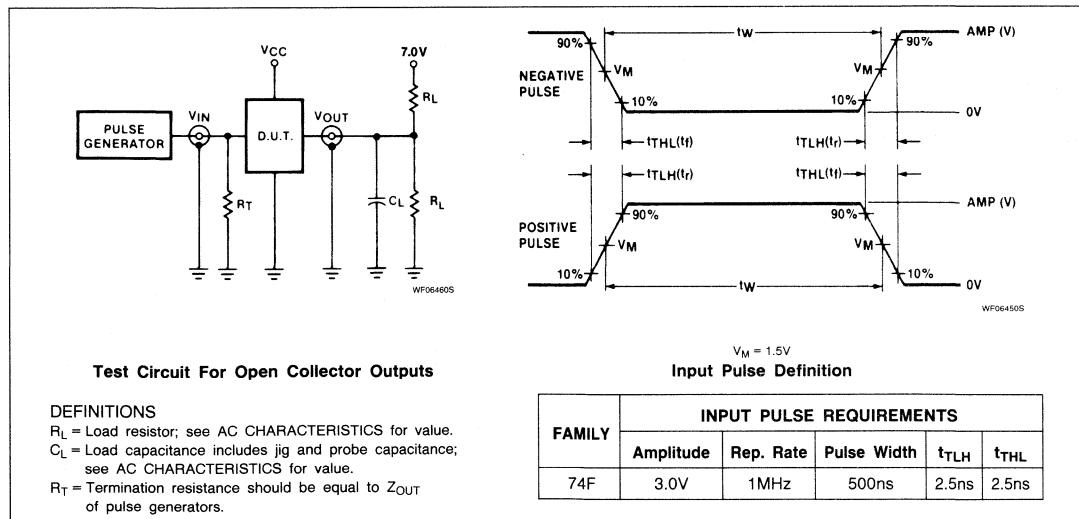 VCC
7.0V
RL
PULSE
GENERATOR
VIN
D.U.T.
VOUT
RT
CL
RL
WF06460S
Test Circuit For Open Collector Outputs
DEFINITIONS
RL = Load resistor; see AC CHARACTERISTICS for value.
CL = Load capacitance includes jig and probe capacitance;
see AC CHARACTERISTICS for value.
RT = Termination resistance should be equal to ZOUT
of pulse generators.
90%
tW
90%
AMP (V)
NEGATIVE
PULSE
VM
VM
10%
10%
0V
tTHL(tf)
tTLH(tr)
tTLH(tr)
tTHL(tf)
AMP (V)
90%
90%
POSITIVE
PULSE
VM
VM
10%
10%
tW
0V
WF06450S
VM = 1.5V
Input Pulse Definition
FAMILY INPUT PULSE REQUIREMENTS
Amplitude Rep. Rate Pulse Width tTLH tTHL
74F 3.0V 1MHz 500ns 2.5ns 2.5ns